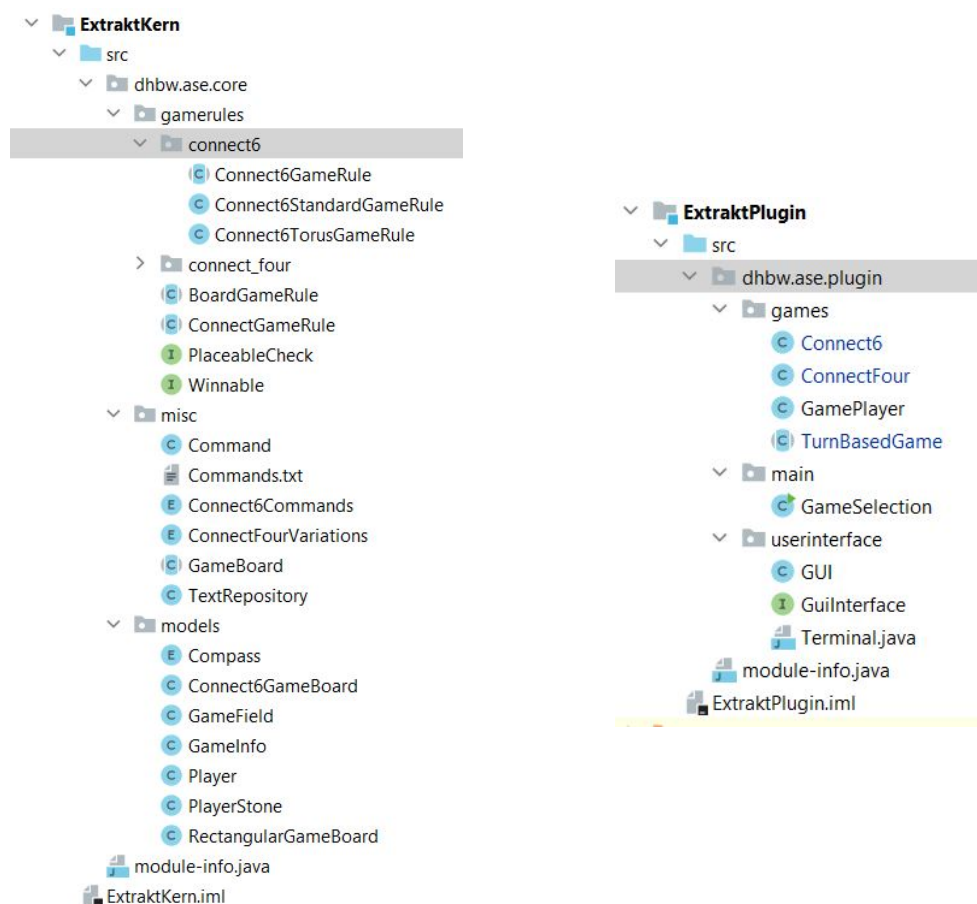 ExtraktKern
src
dhbw.ase.core
gamerules
connect6
Connect6GameRule
Connect6StandardGameRule
Connect6TorusGameRule
connect_four
BoardGameRule
ConnectGameRule
PlaceableCheck
Winnable
misc
Command
Commands.txt
Connect6Commands
ConnectFourVariations
GameBoard
TextRepository
models
Compass
Connect6GameBoard
GameField
GameInfo
Player
PlayerStone
RectangularGameBoard
module-info.java
ExtraktKern.iml
ExtraktPlugin
src
dhbw.ase.plugin
games
Connect6
ConnectFour
GamePlayer
TurnBasedGame
main
GameSelection
userinterface
GUI
GuiInterface
Terminal.java
module-info.java
ExtraktPlugin.iml